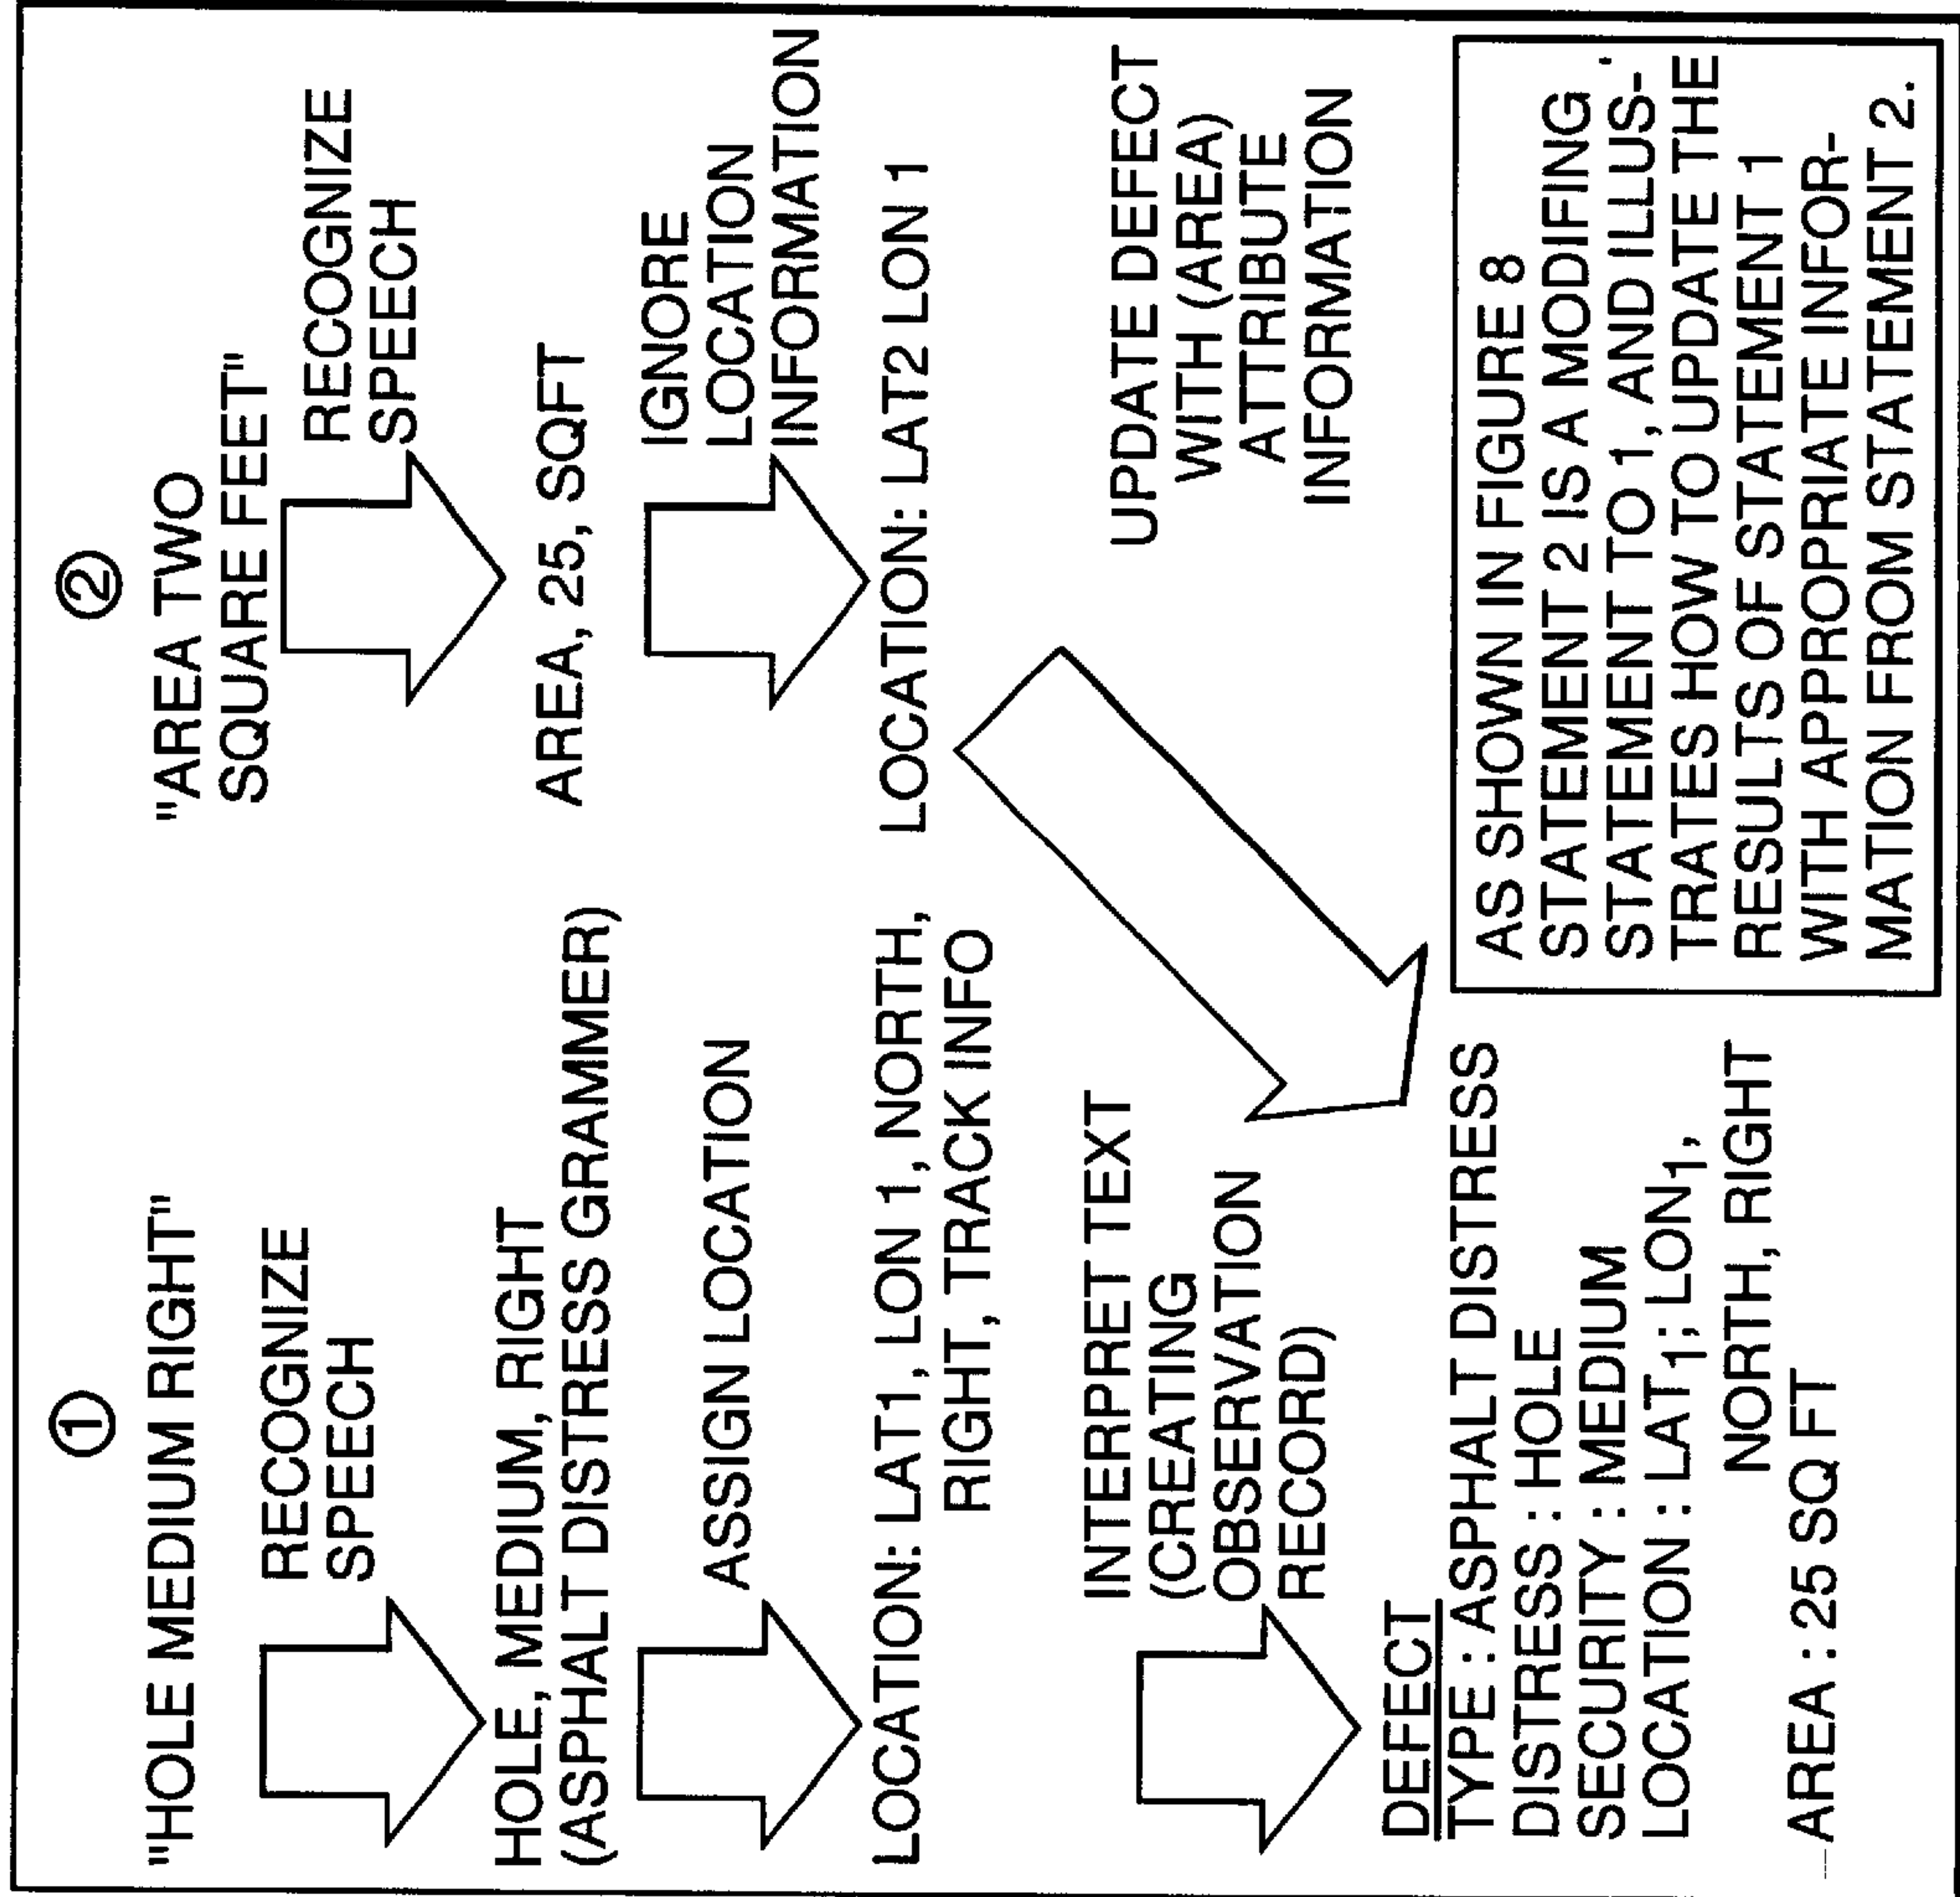 ①
"HOLE MEDIUM RIGHT"
RECOGNIZE
SPEECH
HOLE, MEDIUM, RIGHT
(ASPHALT DISTRESS GRAMMER)
ASSIGN LOCATION
LOCATION: LAT1, LON 1, NORTH,
RIGHT, TRACK INFO
INTERPRET TEXT
(CREATING
OBSERVATION
RECORD)
DEFECT
TYPE : ASPHALT DISTRESS
DISTRESS : HOLE
SECURITY : MEDIUM
LOCATION : LAT1; LON1,
NORTH, RIGHT
AREA : 25 SQ FT
②
"AREA TWO
SQUARE FEET"
RECOGNIZE
SPEECH
AREA, 25, SQFT
IGNORE
LOCATION
INFORMATION
LOCATION: LAT2 LON 1
UPDATE DEFECT
WITH (AREA)
ATTRIBUTE
INFORMATION
AS SHOWN IN FIGURE 8
STATEMENT 2 IS A MODIFING
STATEMENT TO 1, AND ILLUS-
TRATES HOW TO UPDATE THE
RESULTS OF STATEMENT 1
WITH APPROPRIATE INFOR-
MATION FROM STATEMENT 2.